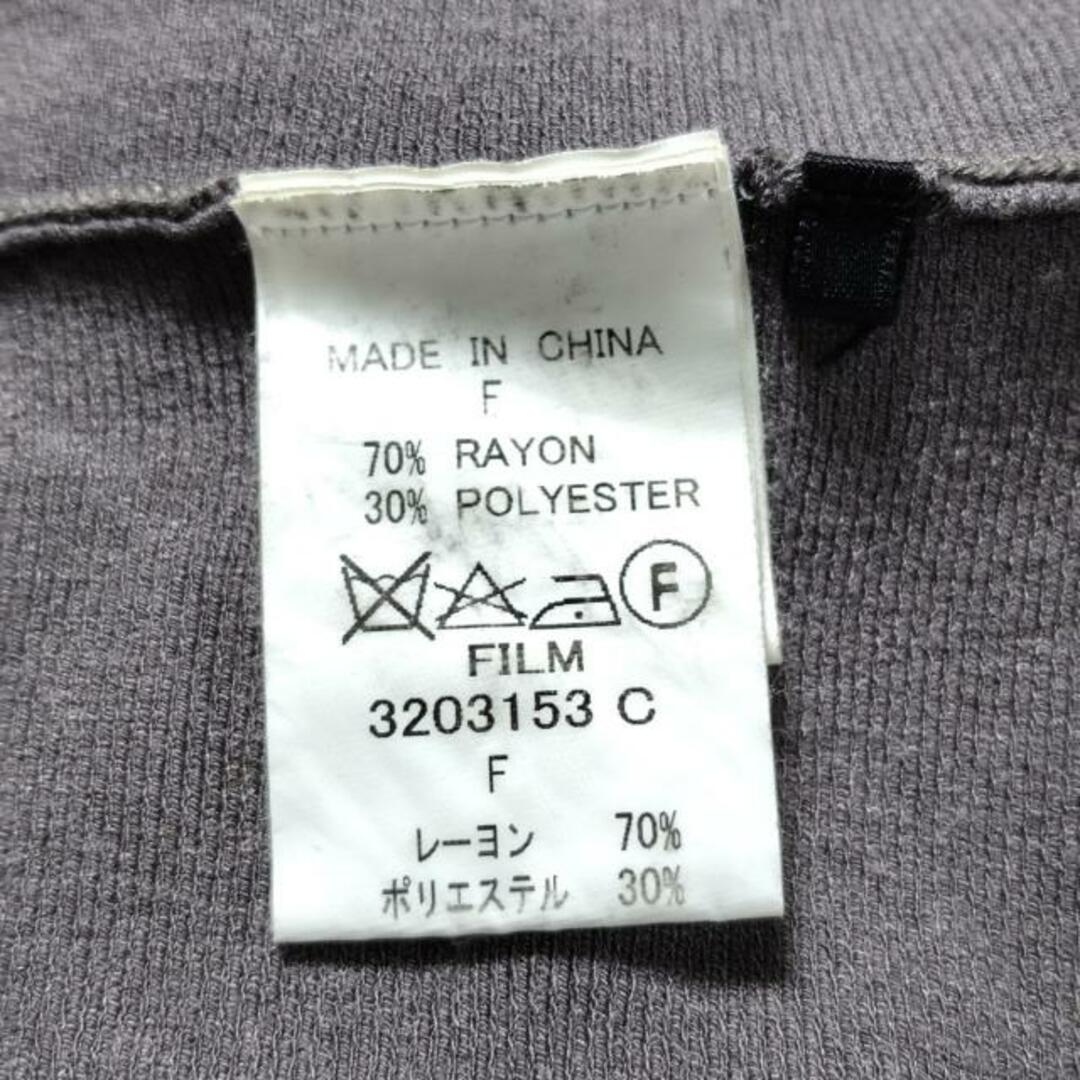 MADE IN CHINA
F
70% RAYON
30% POLYESTER
F
FILM
3203153 C
F
レーヨン 70%
ポリエステル 30%